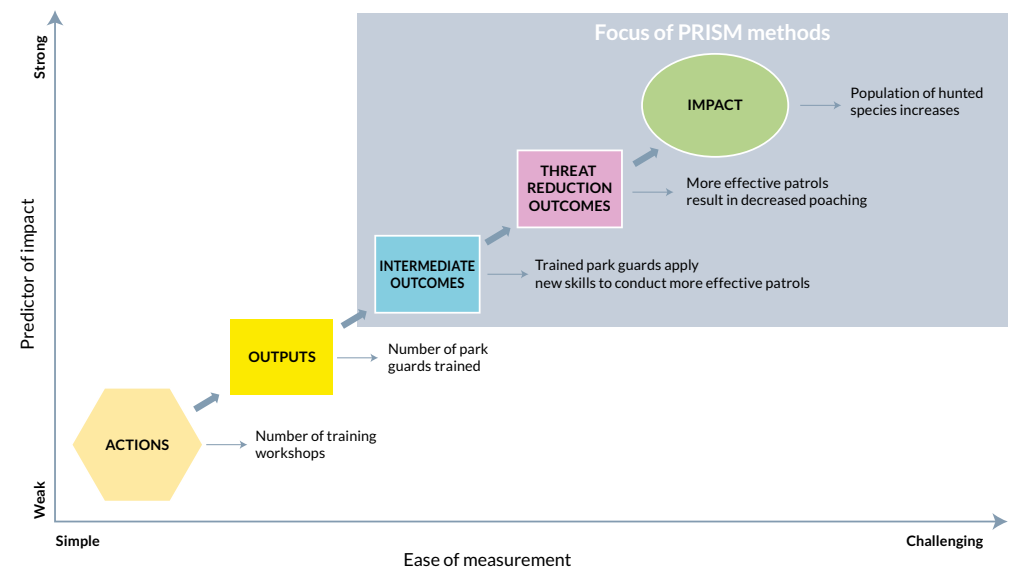 Focus of PRISM methods
Strong
IMPACT
Population of hunted
species increases
THREAT
REDUCTION
OUTCOMES
More effective patrols
result in decreased poaching
Predictor of impact
INTERMEDIATE
OUTCOMES
Trained park guards apply
new skills to conduct more effective patrols
OUTPUTS
Number of park
guards trained
ACTIONS
Number of training
workshops
Weak
Simple
Challenging
Ease of measurement